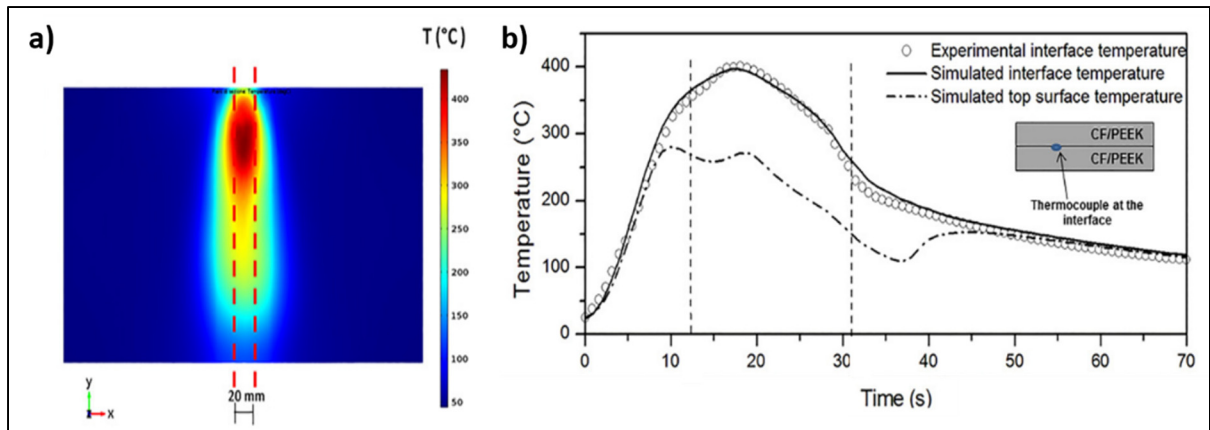 a)
T (°C)
400
350
300
250
200
150
100
50
y
x
20 mm
b)
Temperature (°C)
400
300
200
100
0
Experimental interface temperature
Simulated interface temperature
Simulated top surface temperature
CF/PEEK
CF/PEEK
Thermocouple at the
interface
0 10 20 30 40 50 60 70
Time (s)